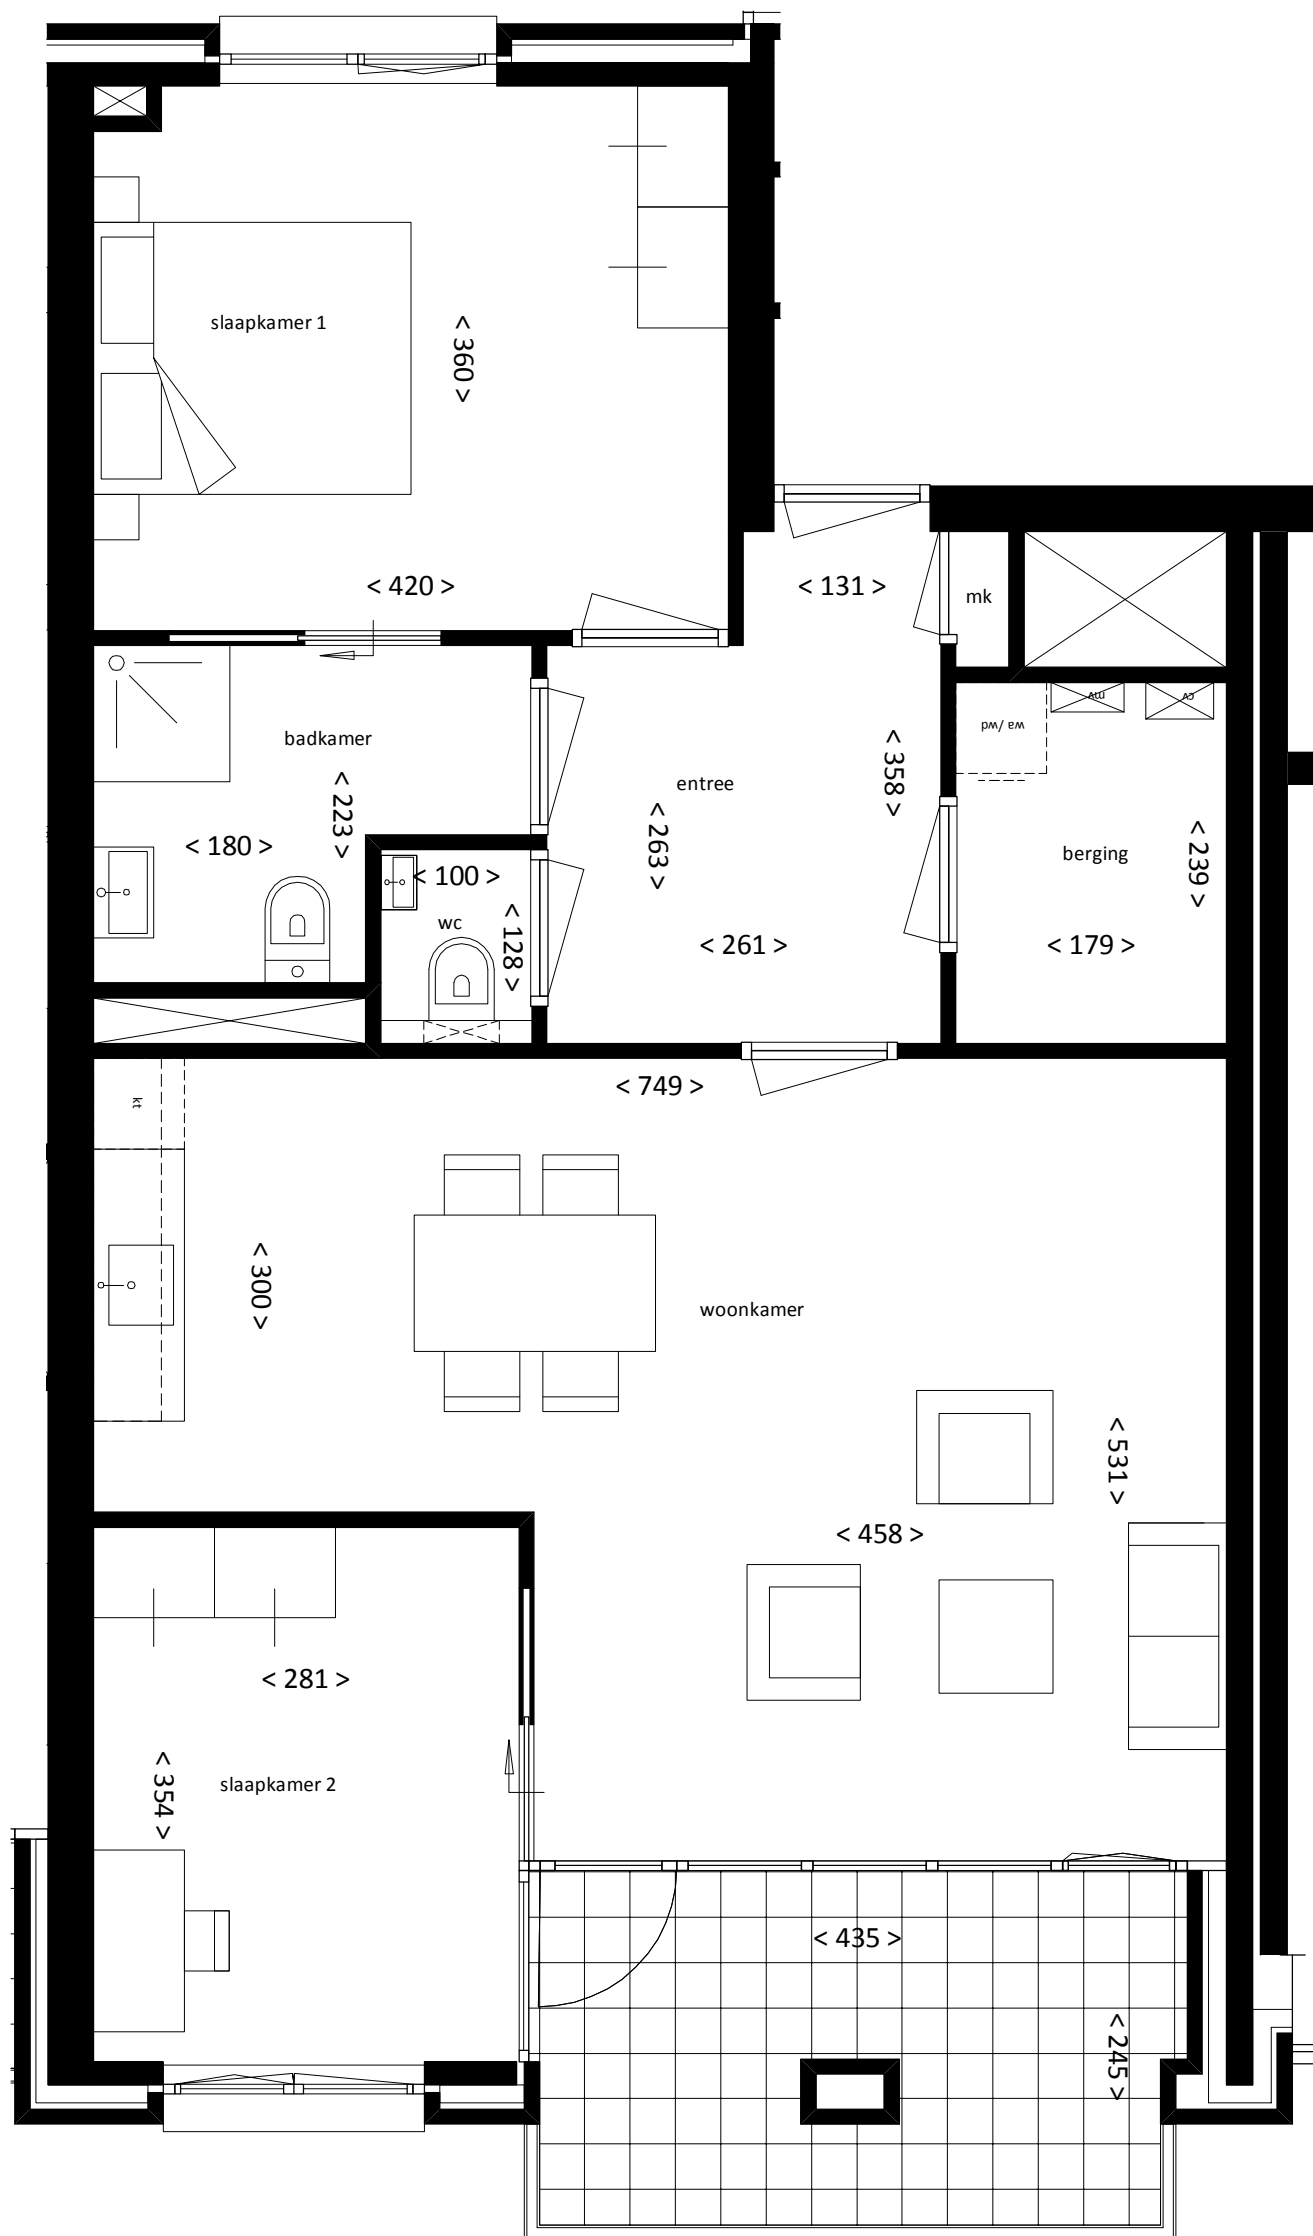 slaapkamer 1
< 360 >
< 420 >
< 131 >
mk
badkamer
wa /wd
mv
cv
< 223 >
entree
< 358 >
< 180 >
< 263 >
berging
< 239 >
< 100 >
wc
< 128 >
< 261 >
< 179 >
< 749 >
kt
< 300 >
woonkamer
< 531 >
< 458 >
< 281 >
< 354 >
slaapkamer 2
< 435 >
< 245 >